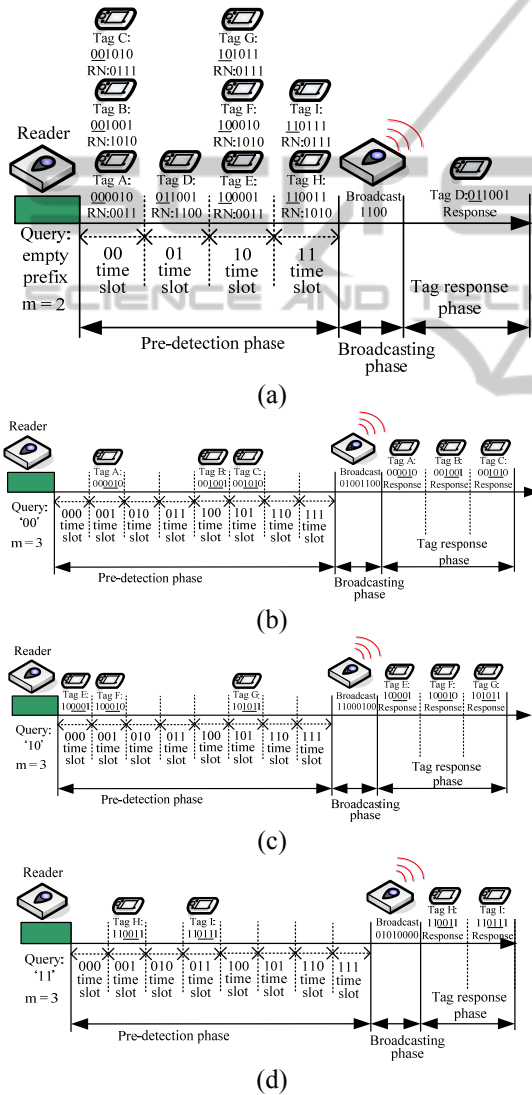 Tag C:
001010
RN:0111
Tag G:
101011
RN:0111
Tag B:
001001
RN:1010
Tag F:
100010
RN:1010
Tag I:
110111
RN:0111
Reader
Tag A:
000010
RN:0011
Tag D:
011001
RN:1100
Tag E:
100001
RN:0011
Tag H:
110011
RN:1010
Broadcast
1100
Tag D:011001
Response
Query:
empty
prefix
m = 2
00
time
slot
01
time
slot
10
time
slot
11
time
slot
SCIENCE AND TECH
Pre-detection phase
Broadcasting
phase
Tag response
phase
(a)
Reader
Tag A:
000010
Tag B:
001001
Tag C:
001010
Broadcast
01001100
Tag A:
000010
Response
Tag B:
001001
Response
Tag C:
001010
Response
Query:
'00'
m = 3
000
time
slot
001
time
slot
010
time
slot
011
time
slot
100
time
slot
101
time
slot
110
time
slot
111
time
slot
Pre-detection phase
Broadcasting
phase
Tag response
phase
(b)
Reader
Tag E:
100001
Tag F:
100010
Tag G:
101011
Broadcast
11000100
Tag E:
100001
Response
Tag F:
100010
Response
Tag G:
101011
Response
Query:
'10'
m = 3
000
time
slot
001
time
slot
010
time
slot
011
time
slot
100
time
slot
101
time
slot
110
time
slot
111
time
slot
Pre-detection phase
Broadcasting
phase
Tag response
phase
(c)
Reader
Tag H:
110011
Tag I:
110111
Broadcast
01010000
Tag H:
110011
Response
Tag I:
110111
Response
Query:
'11'
m = 3
000
time
slot
001
time
slot
010
time
slot
011
time
slot
100
time
slot
101
time
slot
110
time
slot
111
time
slot
Pre-detection phase
Broadcasting
phase
Tag response
phase
(d)